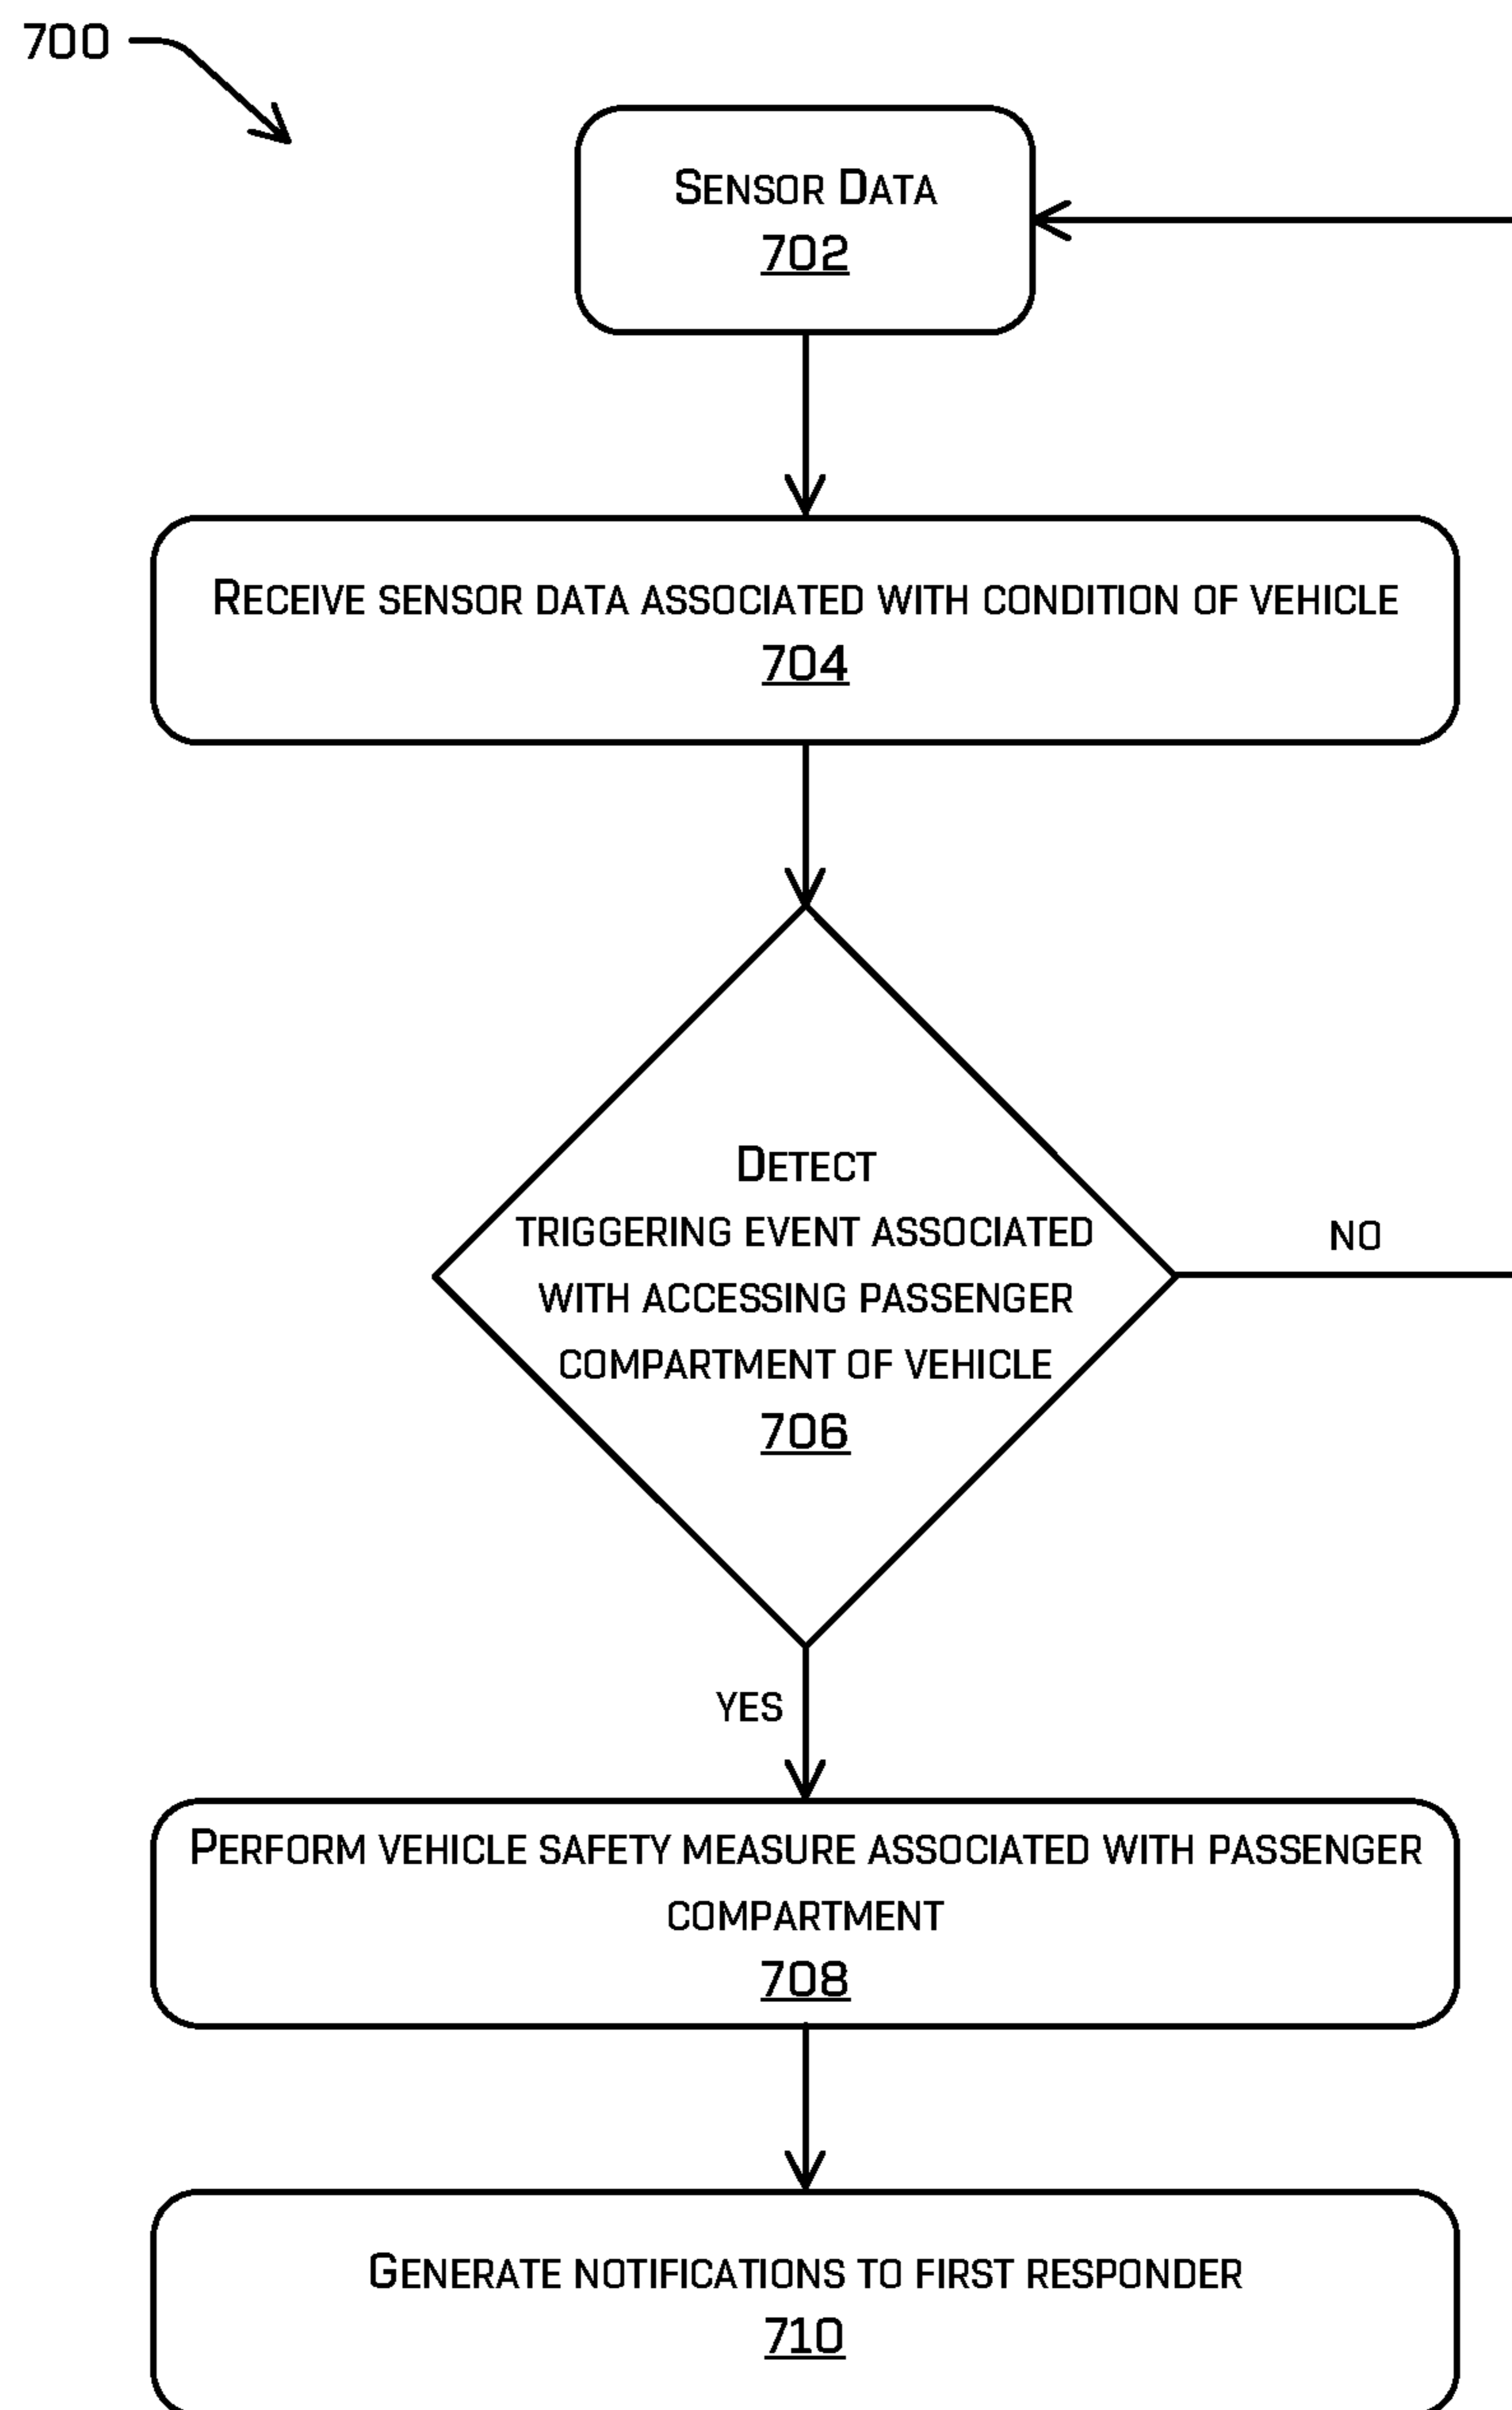 700
Sensor Data
702
Receive sensor data associated with condition of vehicle
704
Detect
triggering event associated
with accessing passenger
compartment of vehicle
706
no
yes
Perform vehicle safety measure associated with passenger
compartment
708
Generate notifications to first responder
710